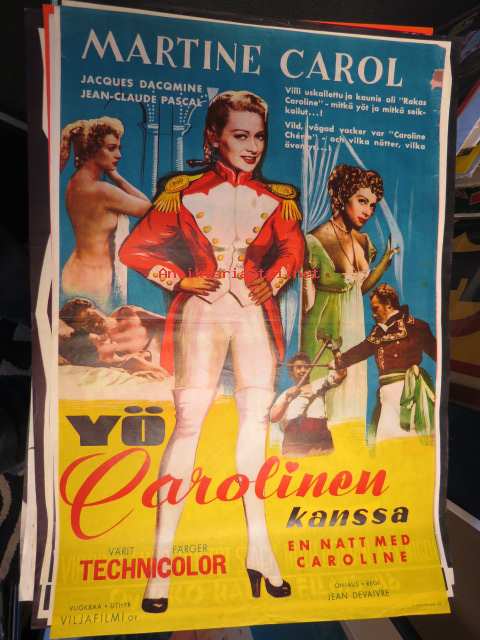 MARTINE CAROL
JACQUES DACQMINE
JEAN-CLAUDE PASCAL
Villi uskallettu ja kaunis oli "Rakas
Caroline" - mitkä yöt ja mitkä seik-
kailut...!
Vild, vågad vacker var "Caroline
Chérie" - och vilka nätter, vilka
äventyr...!
Antikvariaatti.net
YÖ
Carolinen
kanssa
EN NATT MED
CAROLINE
VÄRIT FÄRGER
TECHNICOLOR
VUOKRAA - UTHYR
VILJAFILMI OY
OHJAUS - REGI
JEAN DEVAIVRE